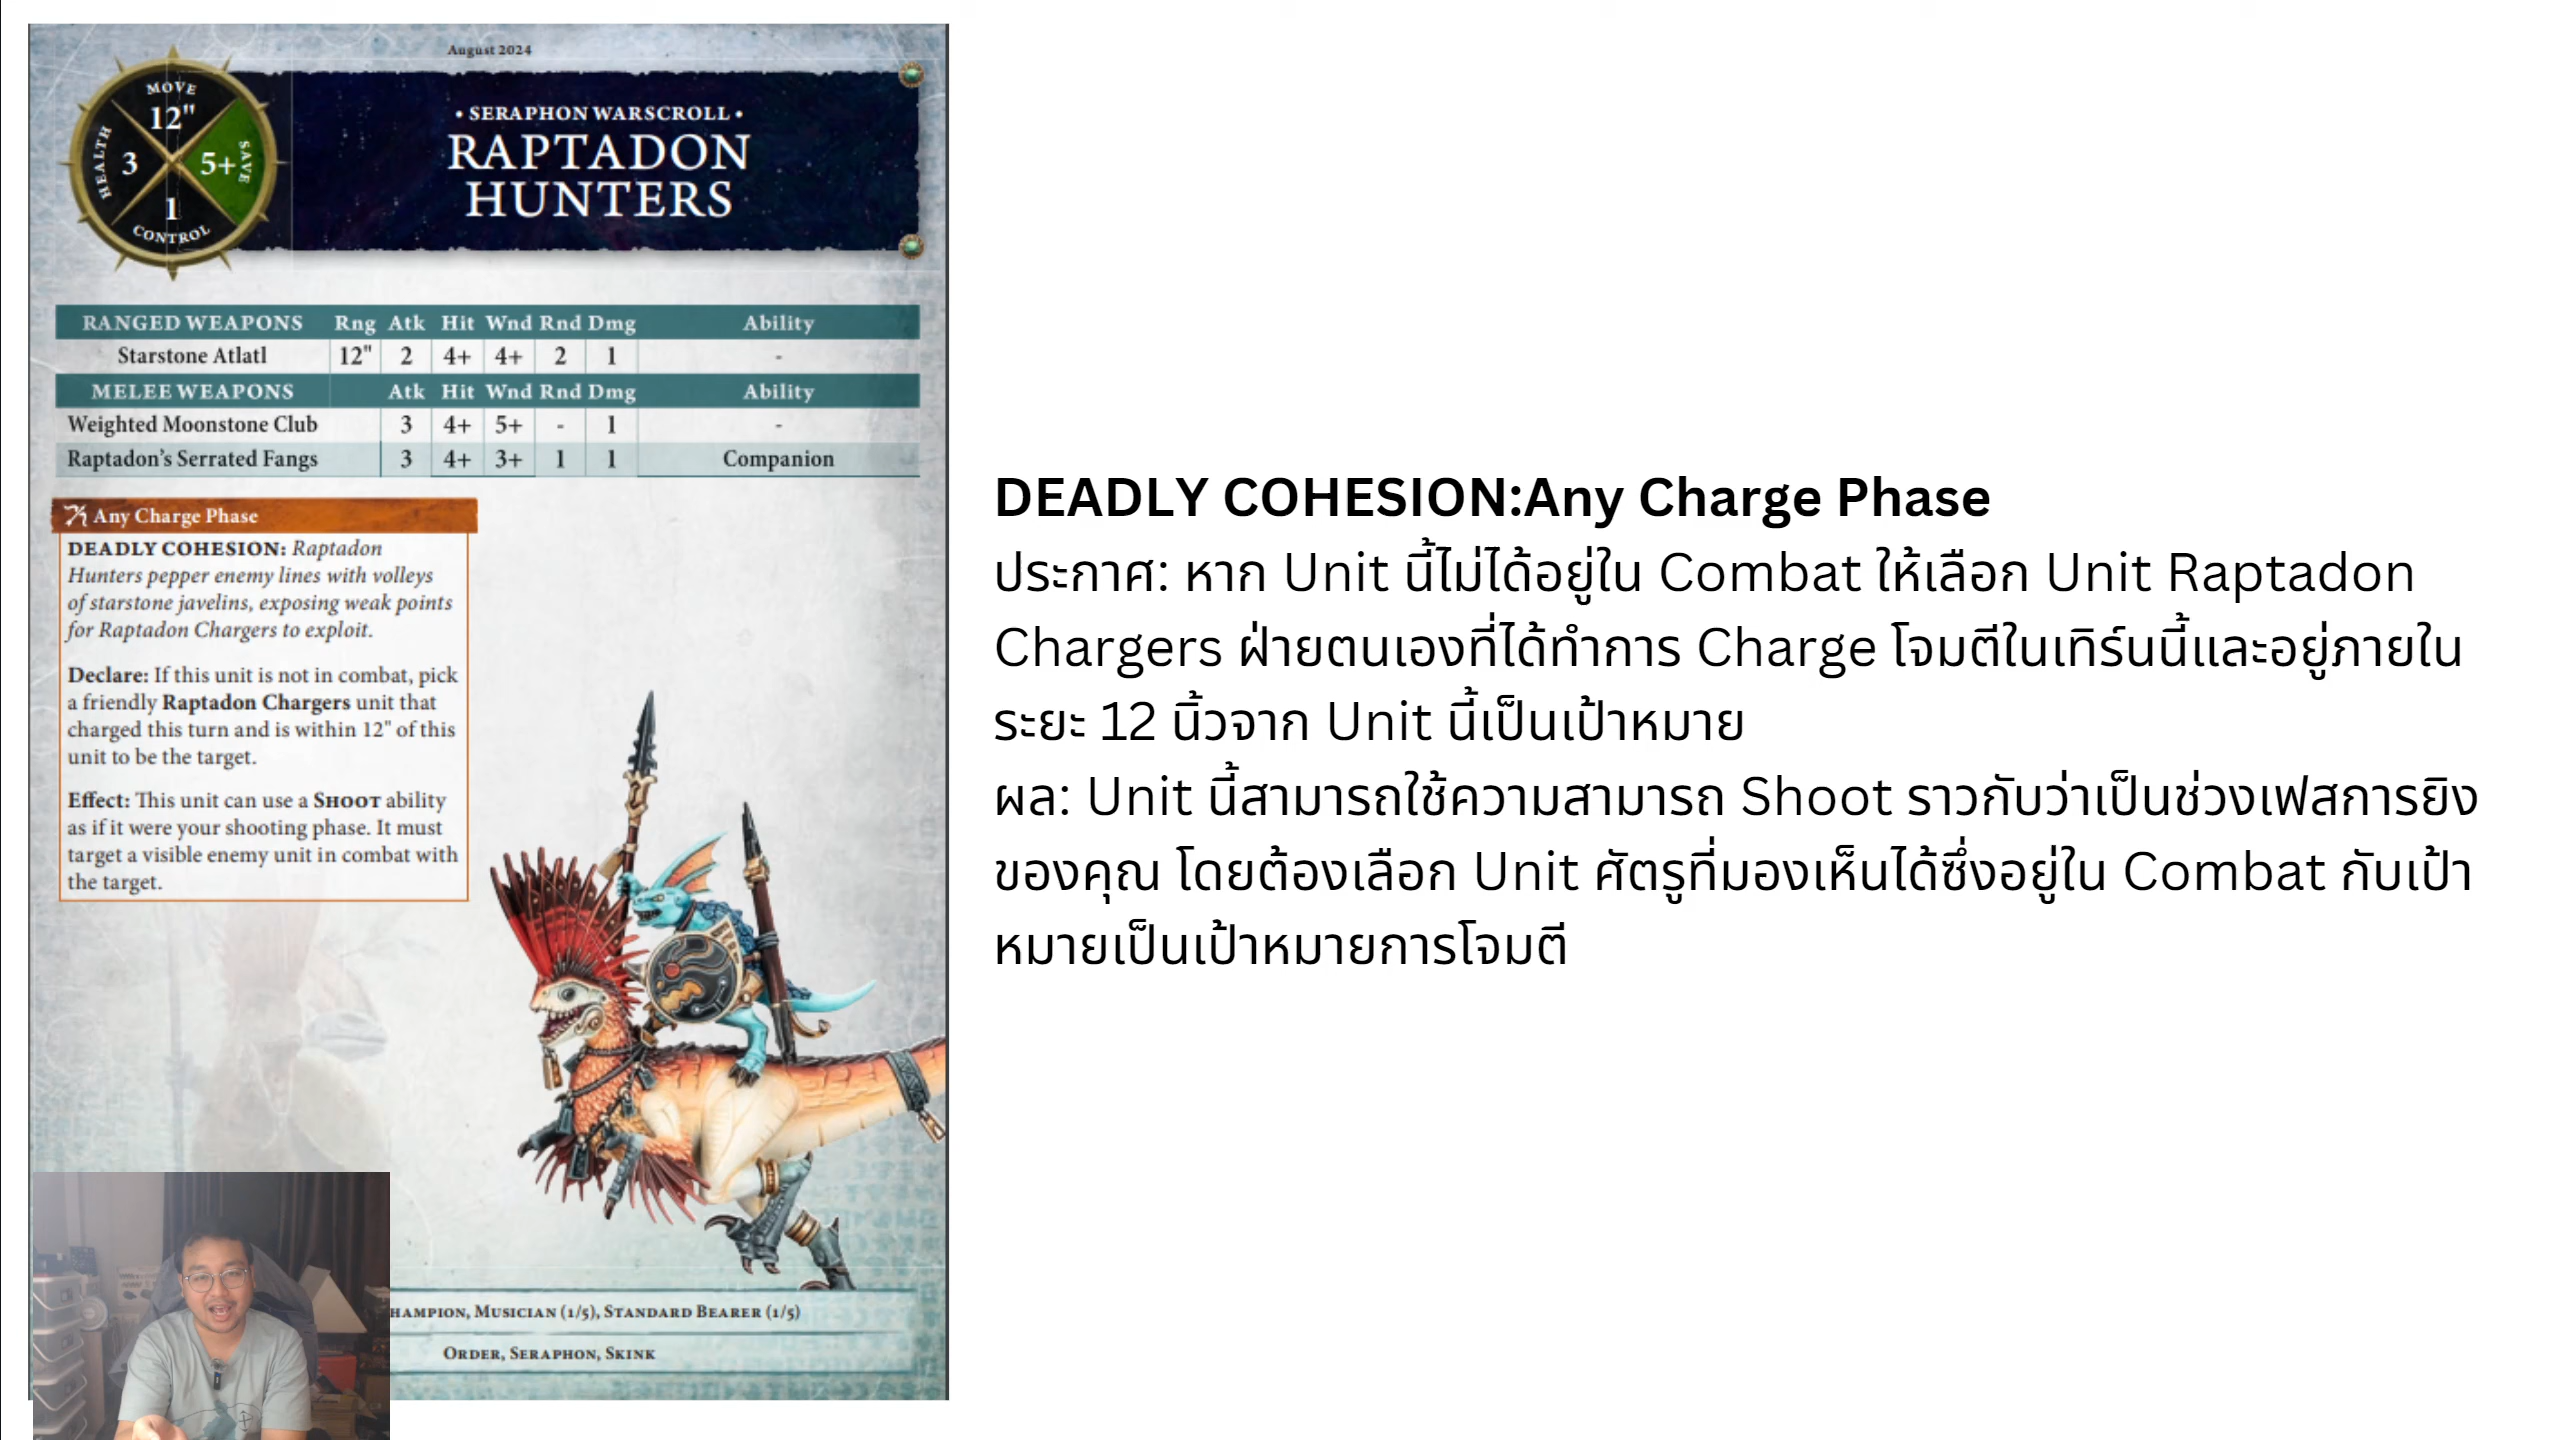 August 2024
MOVE
12"
HEALTH
3
5+
SAVE
1
CONTROL
• SERAPHON WARSCROLL •
RAPTADON
HUNTERS
RANGED WEAPONS Rng Atk Hit Wnd Rnd Dmg Ability
Starstone Atlatl 12" 2 4+ 4+ 2 1 -
MELEE WEAPONS Atk Hit Wnd Rnd Dmg Ability
Weighted Moonstone Club 3 4+ 5+ - 1 -
Raptadon's Serrated Fangs 3 4+ 3+ 1 1 Companion
Any Charge Phase
DEADLY COHESION: Raptadon
Hunters pepper enemy lines with volleys
of starstone javelins, exposing weak points
for Raptadon Chargers to exploit.
Declare: If this unit is not in combat, pick
a friendly Raptadon Chargers unit that
charged this turn and is within 12" of this
unit to be the target.
Effect: This unit can use a SHOOT ability
as if it were your shooting phase. It must
target a visible enemy unit in combat with
the target.
HAMPION, MUSICIAN (1/5), STANDARD BEARER (1/5)
ORDER, SERAPHON, SKINK
DEADLY COHESION:Any Charge Phase
ประกาศ: หาก Unit นี้ไม่ได้อยู่ใน Combat ให้เลือก Unit Raptadon
Chargers ฝ่ายตนเองที่ได้ทำการ Charge โจมตีในเทิร์นนี้และอยู่ภายใน
ระยะ 12 นิ้วจาก Unit นี้เป็นเป้าหมาย
ผล: Unit นี้สามารถใช้ความสามารถ Shoot ราวกับว่าเป็นช่วงเฟสการยิง
ของคุณ โดยต้องเลือก Unit ศัตรูที่มองเห็นได้ซึ่งอยู่ใน Combat กับเป้า
หมายเป็นเป้าหมายการโจมตี